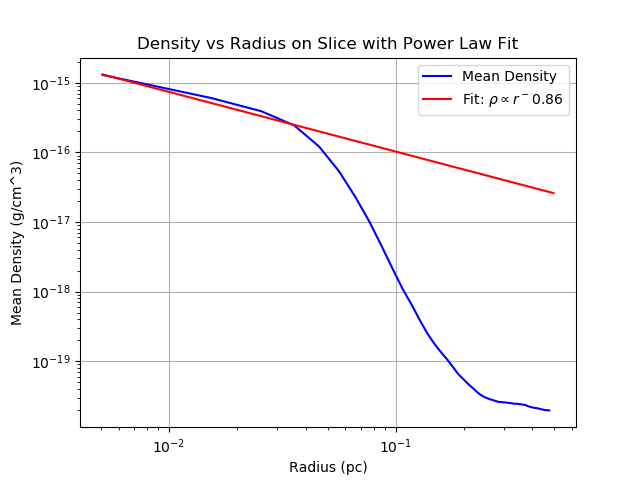 Density vs Radius on Slice with Power Law Fit
Mean Density
Fit: ρ ∝ r⁻0.86
10⁻¹⁵
10⁻¹⁶
10⁻¹⁷
10⁻¹⁸
10⁻¹⁹
Mean Density (g/cm^3)
10⁻²
10⁻¹
Radius (pc)